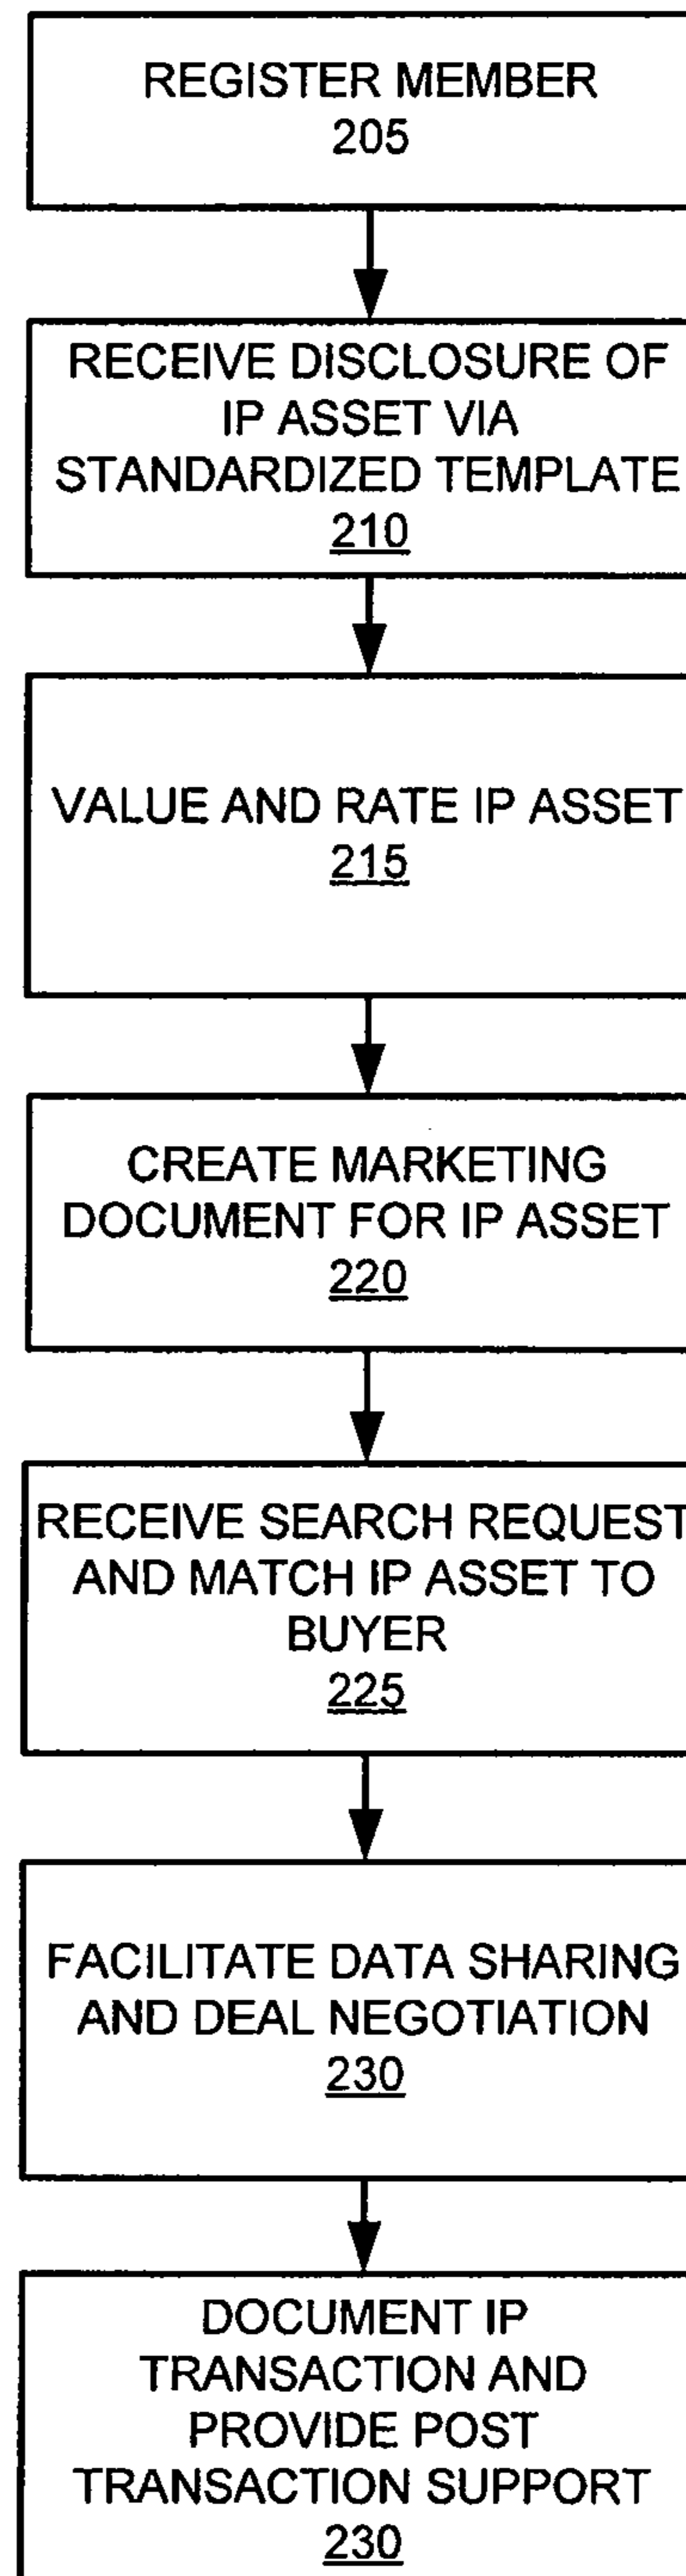 REGISTER MEMBER
205
RECEIVE DISCLOSURE OF
IP ASSET VIA
STANDARDIZED TEMPLATE
210
VALUE AND RATE IP ASSET
215
CREATE MARKETING
DOCUMENT FOR IP ASSET
220
RECEIVE SEARCH REQUEST
AND MATCH IP ASSET TO
BUYER
225
FACILITATE DATA SHARING
AND DEAL NEGOTIATION
230
DOCUMENT IP
TRANSACTION AND
PROVIDE POST
TRANSACTION SUPPORT
230